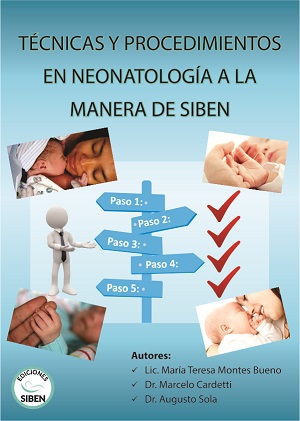 TÉCNICAS Y PROCEDIMIENTOS
EN NEONATOLOGÍA A LA
MANERA DE SIBEN
Paso 1:
Paso 2:
Paso 3:
Paso 4:
Paso 5:
Autores:
✓ Lic. María Teresa Montes Bueno
✓ Dr. Marcelo Cardetti
✓ Dr. Augusto Sola
EDICIONES
SIBEN